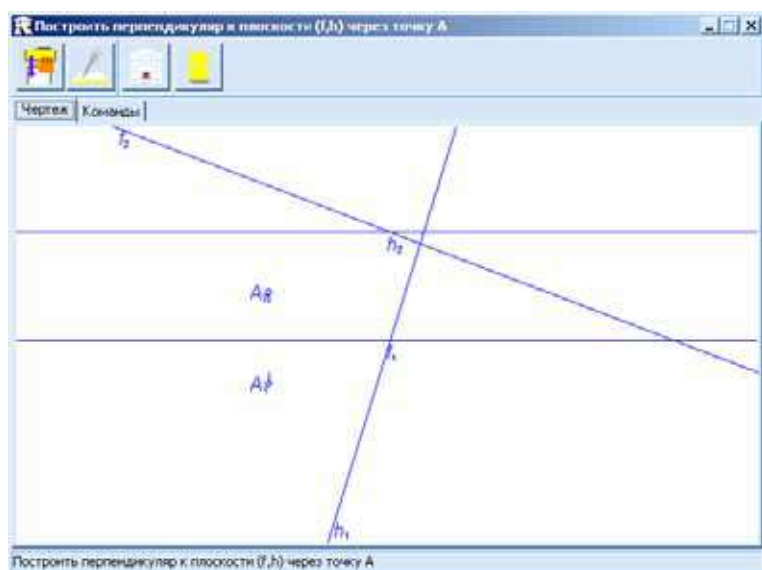 Построить перпендикуляр к плоскости (f,h) через точку A
Чертеж Команды
f₂
h₂
A₂
f₁
A₁
h₁
Построить перпендикуляр к плоскости (f,h) через точку A